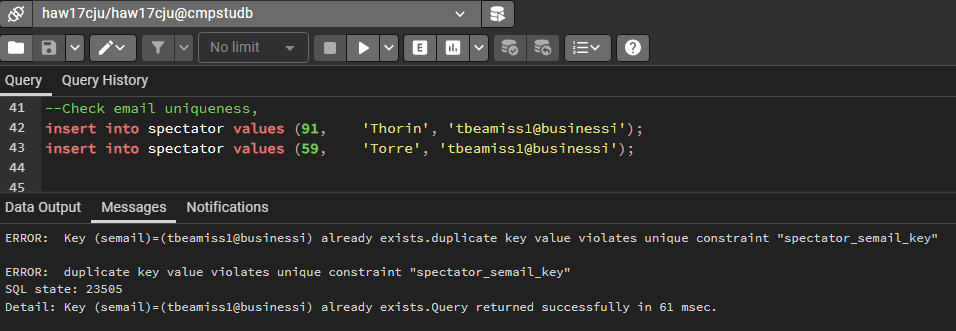 haw17cju/haw17cju@cmpstudb
No limit
E
Query Query History
41 --Check email uniqueness,
42 insert into spectator values (91, 'Thorin', 'tbeamiss1@businessi');
43 insert into spectator values (59, 'Torre', 'tbeamiss1@businessi');
44
45
Data Output Messages Notifications
ERROR: Key (semail)=(tbeamiss1@businessi) already exists.duplicate key value violates unique constraint "spectator_semail_key"
ERROR: duplicate key value violates unique constraint "spectator_semail_key"
SQL state: 23505
Detail: Key (semail)=(tbeamiss1@businessi) already exists.Query returned successfully in 61 msec.